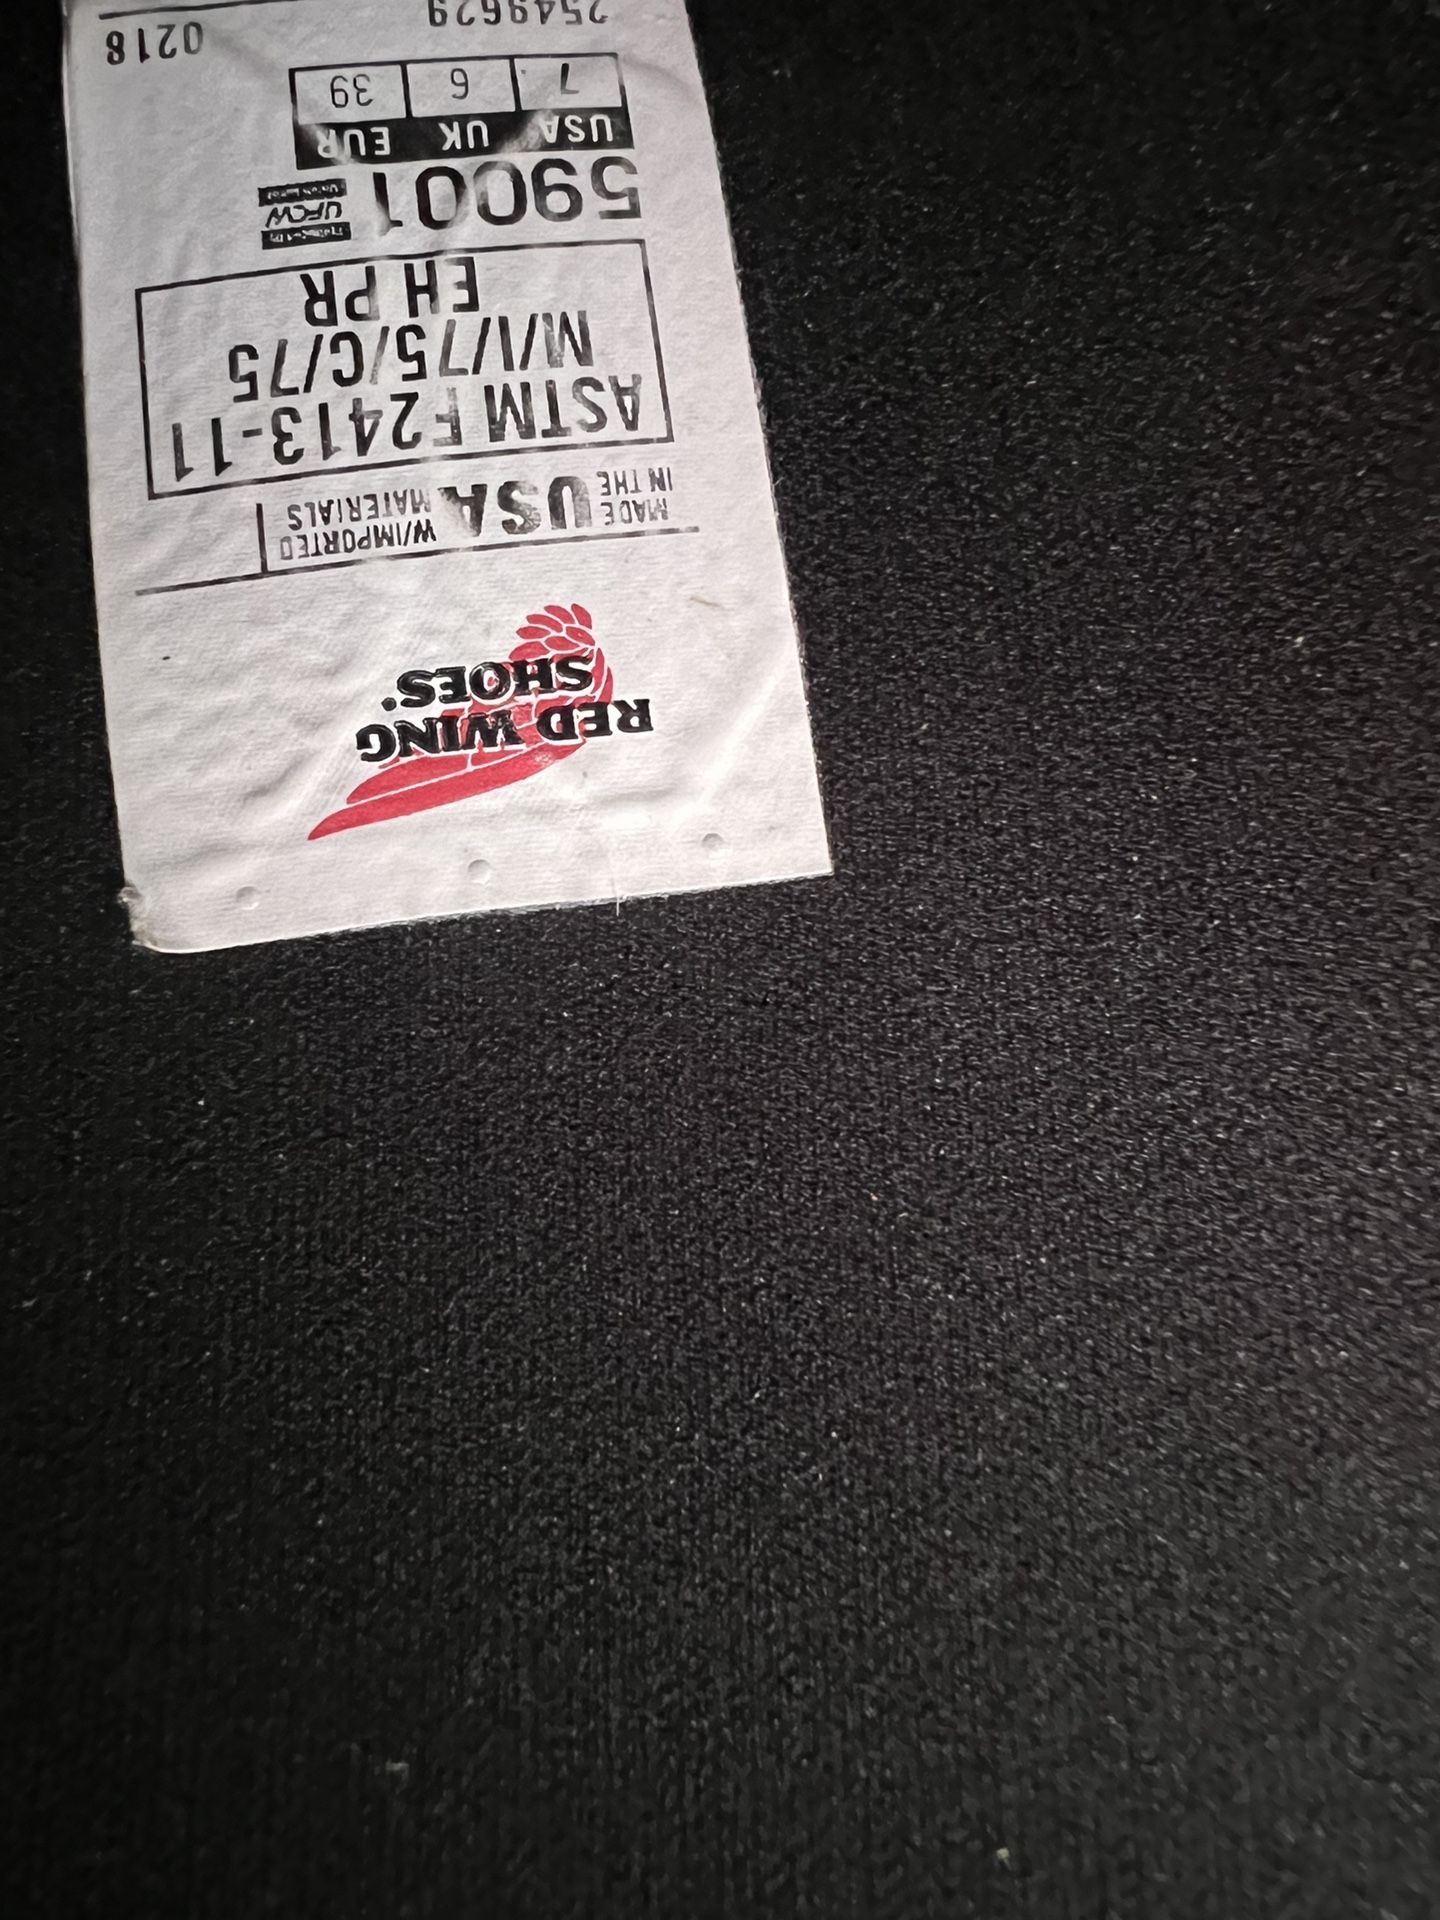 RED WING
SHOES®
MADE IN THE USA W/IMPORTED MATERIALS
ASTM F2413-11
M/I/75/C/75
EH PR
59001 UFCW
USA UK EUR
7 6 39
2549629 0218